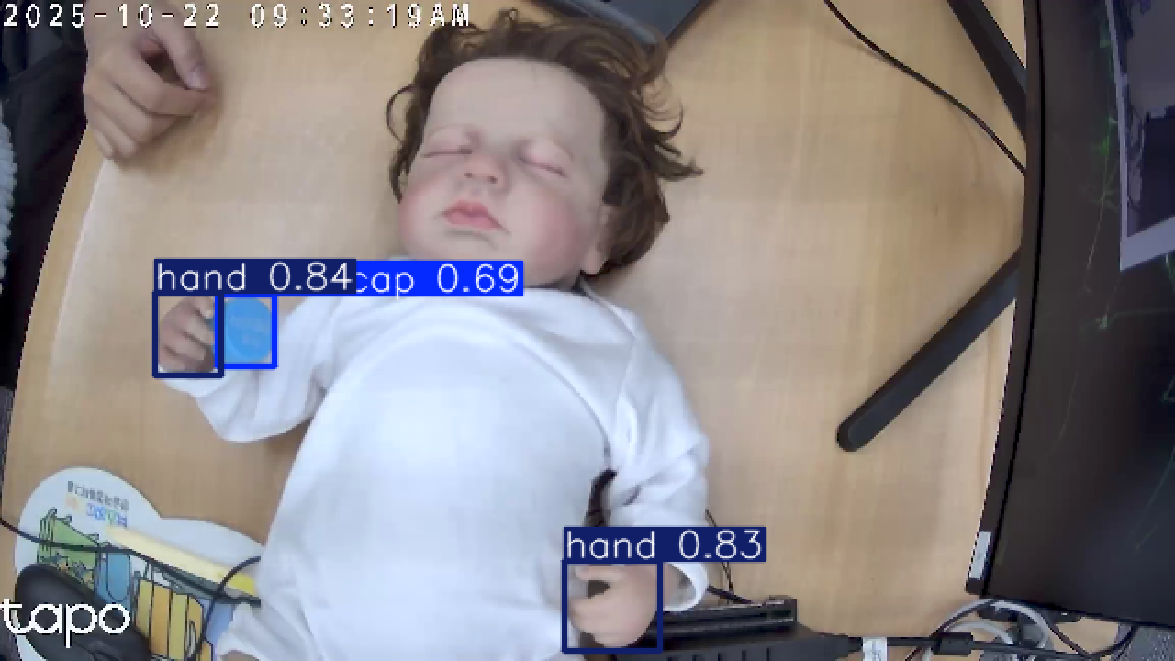 2025-10-22 09:33:19AM
hand 0.84
cap 0.69
hand 0.83
tapo